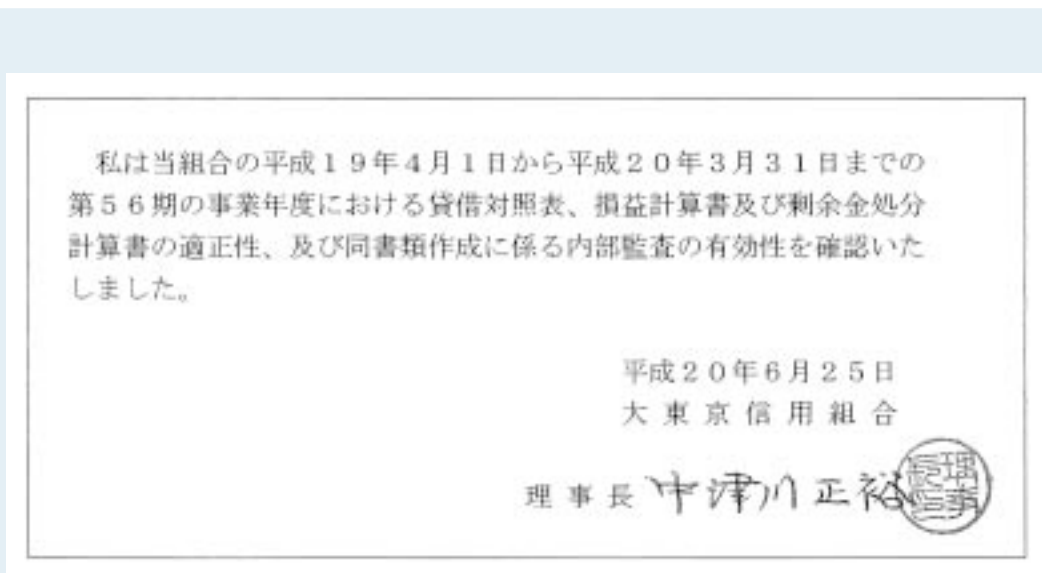 私は当組合の平成１９年４月１日から平成２０年３月３１日までの
第５６期の事業年度における貸借対照表、損益計算書及び剰余金処分
計算書の適正性、及び同書類作成に係る内部監査の有効性を確認いた
しました。
平成２０年６月２５日
大東京信用組合
理事長 中津川正裕